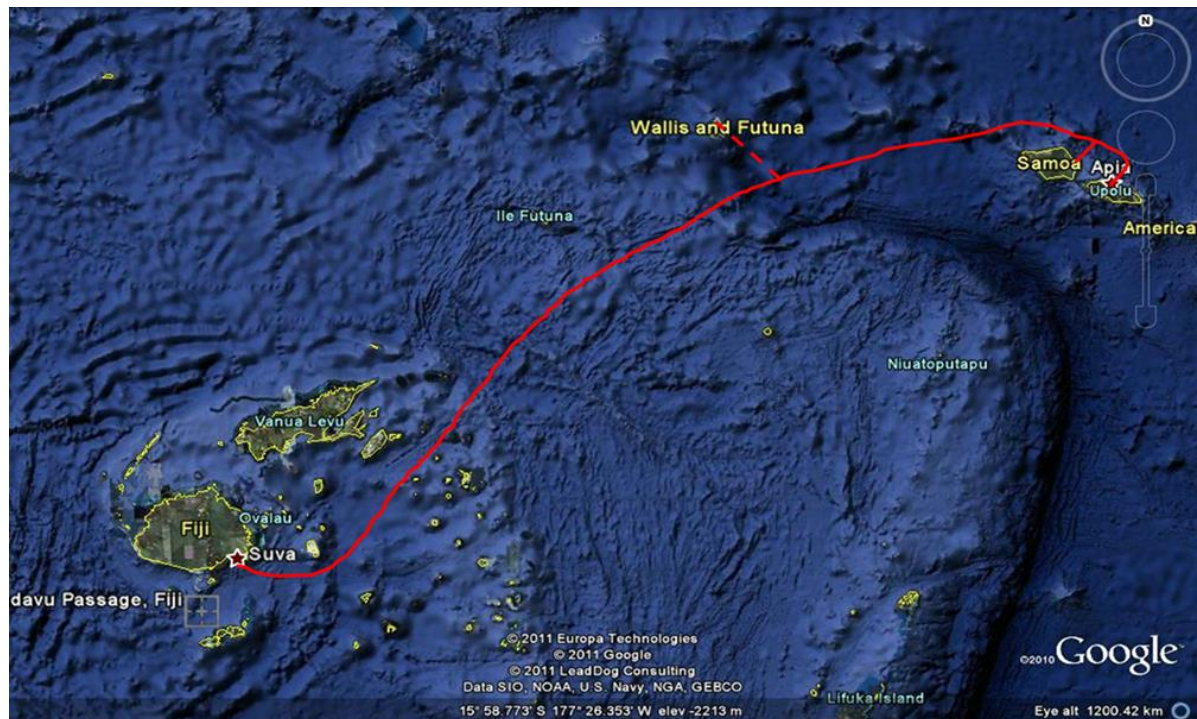 N
Wallis and Futuna
Samoa
Apia
Upolu
Ile Futuna
America
Niuatoputapu
Vanua Levu
Fiji
Ovalau
Suva
davu Passage, Fiji
© 2011 Europa Technologies
© 2011 Google
© 2011 LeadDog Consulting
Data SIO, NOAA, U.S. Navy, NGA, GEBCO
©2010 Google™
Lifuka Island
15° 58.773' S 177° 26.353' W elev -2213 m
Eye alt 1200.42 km